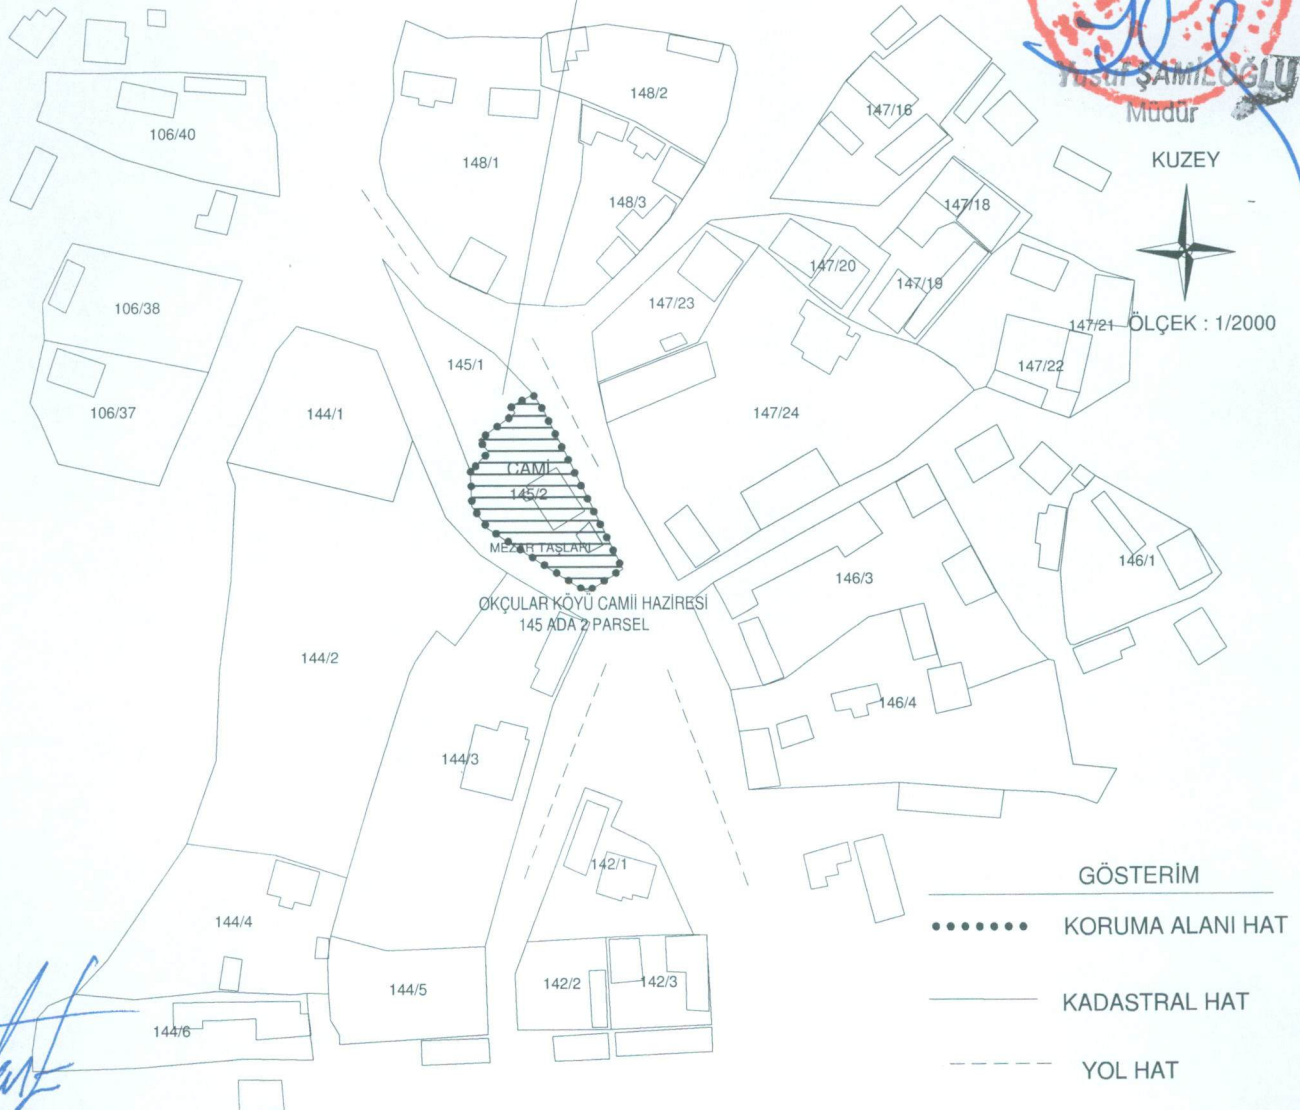 Yusuf ŞAMİLOĞLU
Müdür
KUZEY
ÖLÇEK : 1/2000
106/40
148/2
148/1
148/3
147/16
147/18
147/20
147/19
147/23
147/21
147/22
147/24
106/38
106/37
144/1
145/1
CAMİ
145/2
MEZAR TAŞLARI
OKÇULAR KÖYÜ CAMİİ HAZİRESİ
145 ADA 2 PARSEL
146/3
146/1
146/4
144/2
144/3
142/1
144/4
144/5
142/2
142/3
144/6
GÖSTERİM
KORUMA ALANI HAT
KADASTRAL HAT
YOL HAT